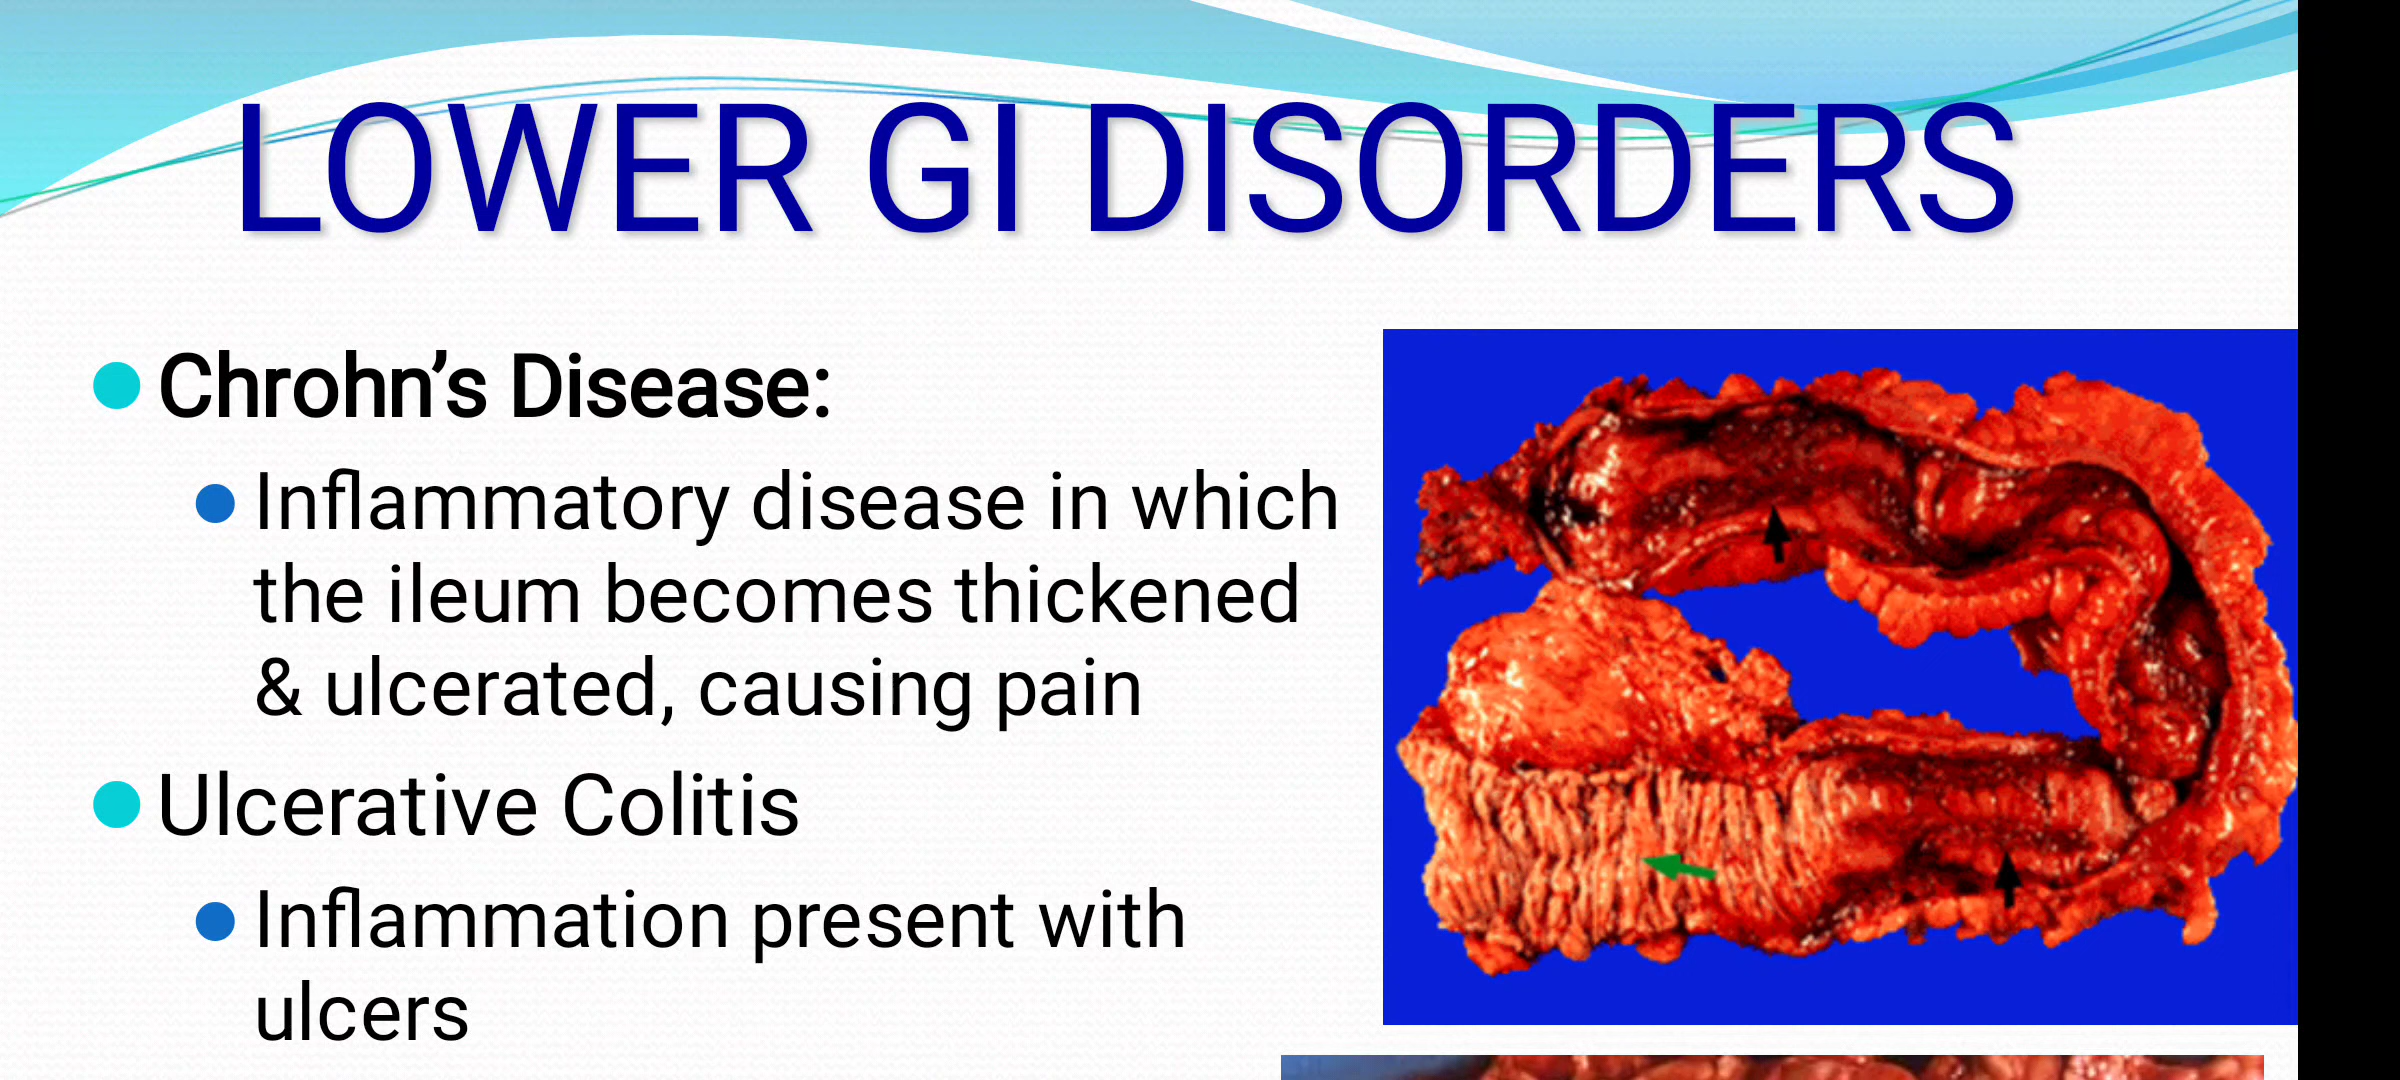 LOWER GI DISORDERS
Chrohn’s Disease:
Inflammatory disease in which
the ileum becomes thickened
& ulcerated, causing pain
Ulcerative Colitis
Inflammation present with
ulcers